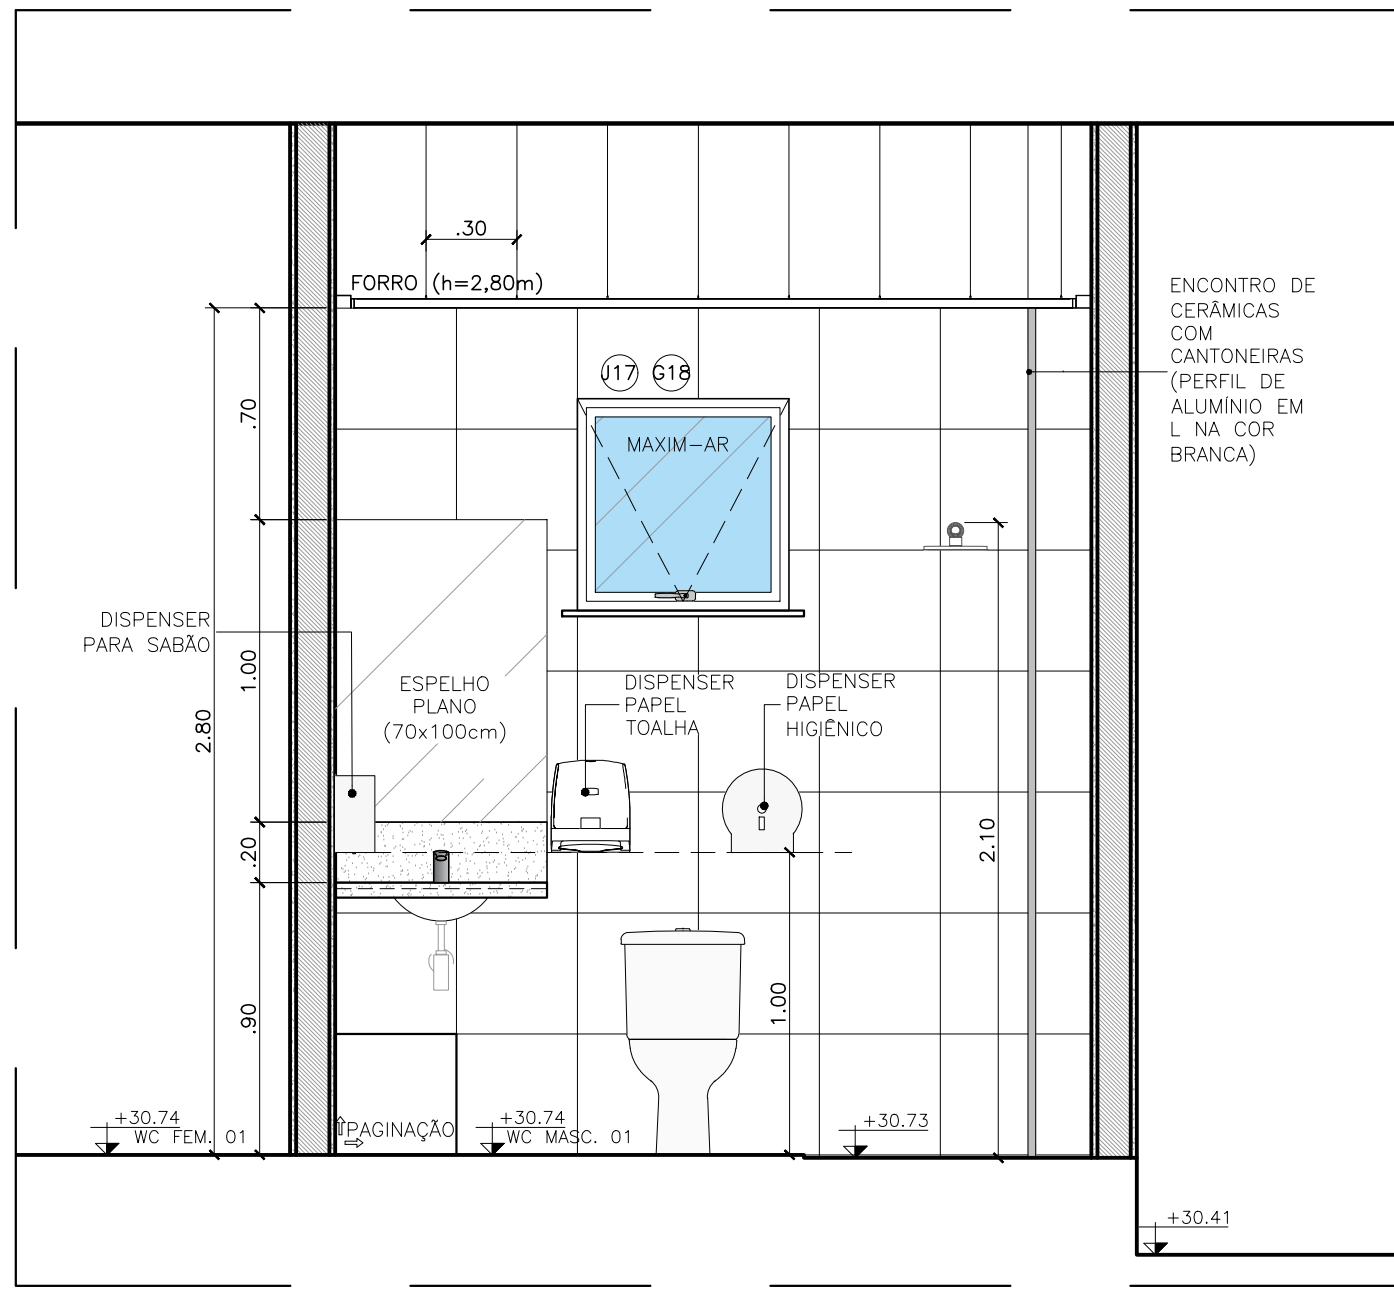 .30
FORRO (h=2,80m)
ENCONTRO DE
CERÂMICAS
COM
CANTONEIRAS
(PERFIL DE
ALUMÍNIO EM
L NA COR
BRANCA)
J17 G18
.70
MAXIM-AR
DISPENSER
PARA SABÃO
1.00
2.80
ESPELHO
PLANO
(70x100cm)
DISPENSER
PAPEL
TOALHA
DISPENSER
PAPEL
HIGIÊNICO
.20
2.10
.90
1.00
+30.74
WC FEM. 01
PAGINAÇÃO
+30.74
WC MASC. 01
+30.73
+30.41